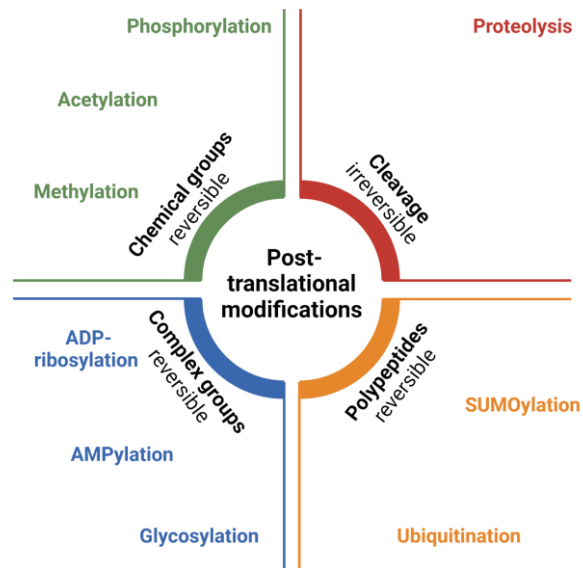 Phosphorylation
Acetylation
Methylation
Chemical groups
reversible
Proteolysis
Cleavage
irreversible
Post-
translational
modifications
ADP-
ribosylation
AMPylation
Glycosylation
Complex groups
reversible
Polypeptides
reversible
SUMOylation
Ubiquitination